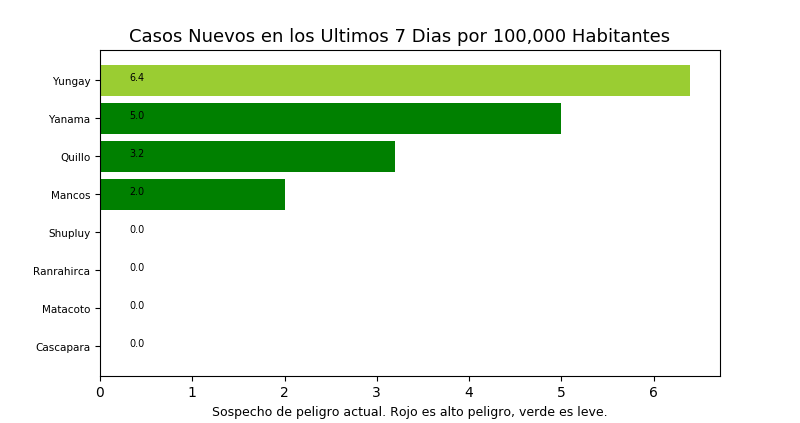 Casos Nuevos en los Ultimos 7 Dias por 100,000 Habitantes
Yungay 6.4
Yanama 5.0
Quillo 3.2
Mancos 2.0
Shupluy 0.0
Ranrahirca 0.0
Matacoto 0.0
Cascapara 0.0
0 1 2 3 4 5 6
Sospecho de peligro actual. Rojo es alto peligro, verde es leve.